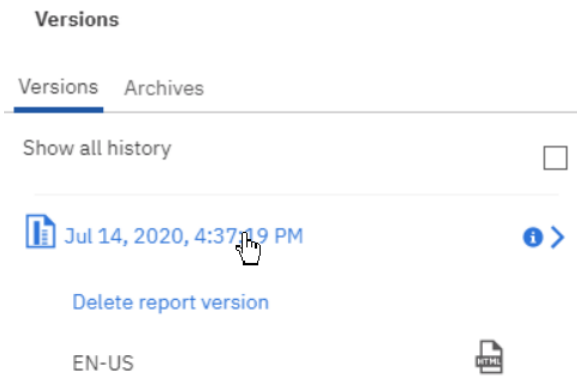 Versions
Versions Archives
Show all history
Jul 14, 2020, 4:37:19 PM
Delete report version
EN-US HTML